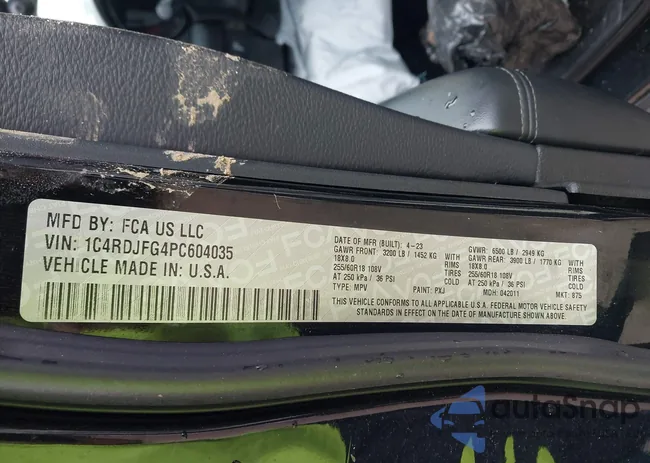 MFD BY: FCA US LLC
VIN: 1C4RDJFG4PC604035
VEHICLE MADE IN: U.S.A.
DATE OF MFR (BUILT): 4-23 GVWR: 6500 LB / 2949 KG
GAWR FRONT: 3200 LB / 1452 KG WITH GAWR REAR: 3900 LB / 1770 KG WITH
18X8.0 RIMS 18X8.0 RIMS
255/60R18 108V TIRES 255/60R18 108V TIRES
AT 250 kPa / 36 PSI COLD AT 250 kPa / 36 PSI COLD
TYPE: MPV PAINT: PXJ MDH: 042011 MKT: 875
THIS VEHICLE CONFORMS TO ALL APPLICABLE U.S.A. FEDERAL MOTOR VEHICLE SAFETY
STANDARDS IN EFFECT ON THE DATE OF MANUFACTURE SHOWN ABOVE.
autoSnap